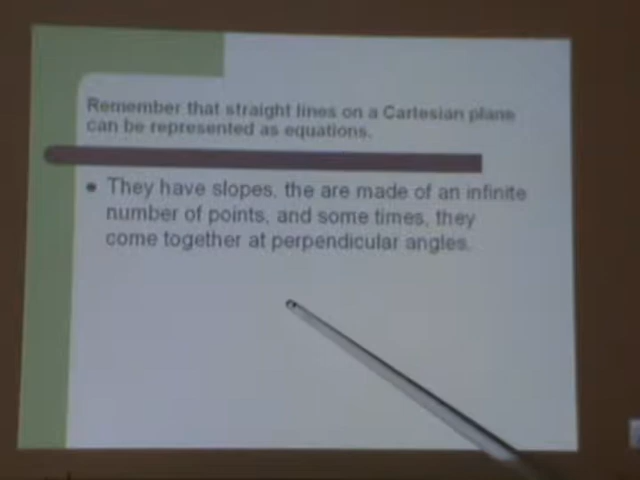 Remember that straight lines on a Cartesian plane
can be represented as equations.
They have slopes, the are made of an infinite
number of points, and some times, they
come together at perpendicular angles.